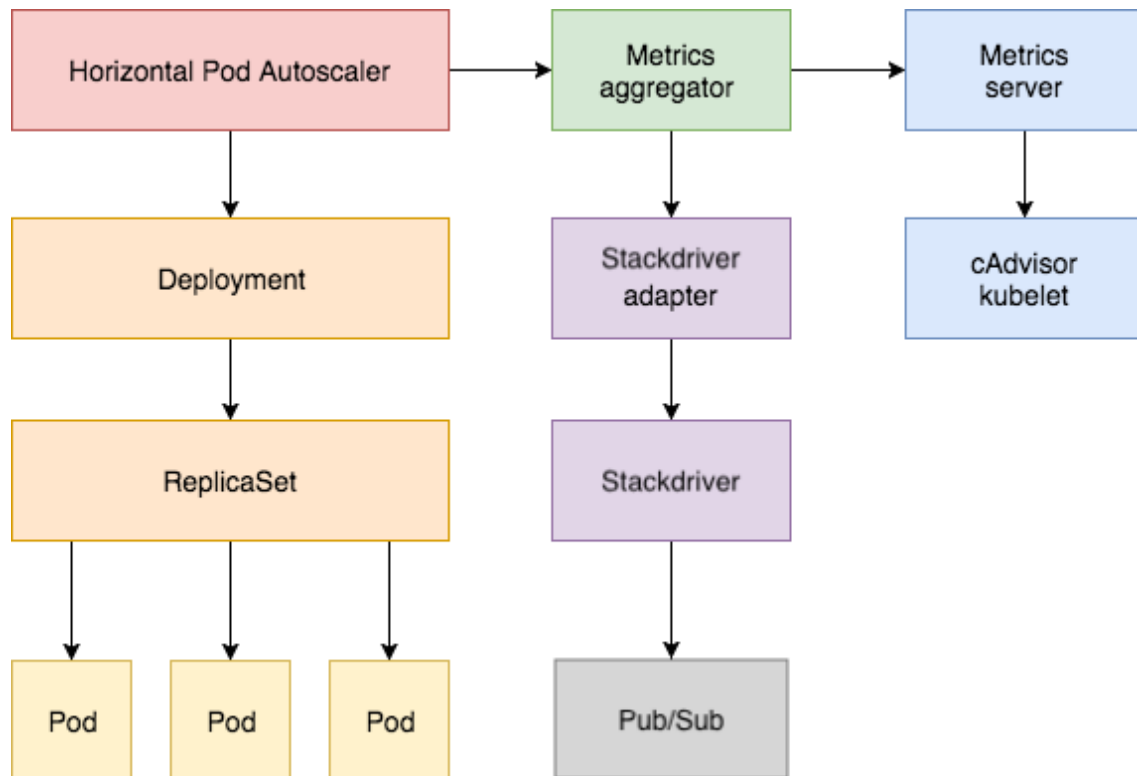 Horizontal Pod Autoscaler
Metrics
aggregator
Metrics
server
Deployment
Stackdriver
adapter
cAdvisor
kubelet
ReplicaSet
Stackdriver
Pod
Pod
Pod
Pub/Sub